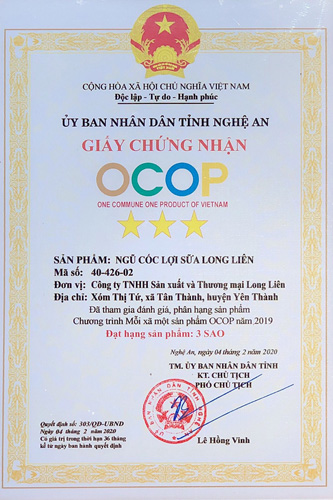 CỘNG HÒA XÃ HỘI CHỦ NGHĨA VIỆT NAM
Độc lập - Tự do - Hạnh phúc
ỦY BAN NHÂN DÂN TỈNH NGHỆ AN
GIẤY CHỨNG NHẬN
OCOP
ONE COMMUNE ONE PRODUCT OF VIETNAM
SẢN PHẨM: NGŨ CỐC LỢI SỮA LONG LIÊN
Mã số: 40-426-02
Đơn vị: Công ty TNHH Sản xuất và Thương mại Long Liên
Địa chỉ: Xóm Thị Tứ, xã Tân Thành, huyện Yên Thành
Đã tham gia đánh giá, phân hạng sản phẩm
Chương trình Mỗi xã một sản phẩm OCOP năm 2019
Đạt hạng sản phẩm: 3 SAO
Nghệ An, ngày 04 tháng 2 năm 2020
TM. ỦY BAN NHÂN DÂN TỈNH
KT. CHỦ TỊCH
PHÓ CHỦ TỊCH
Quyết định số: 303/QĐ-UBND
Ngày 04 tháng 2 năm 2020
Có giá trị trong thời hạn 36 tháng
kể từ ngày ban hành quyết định
Lê Hồng Vinh